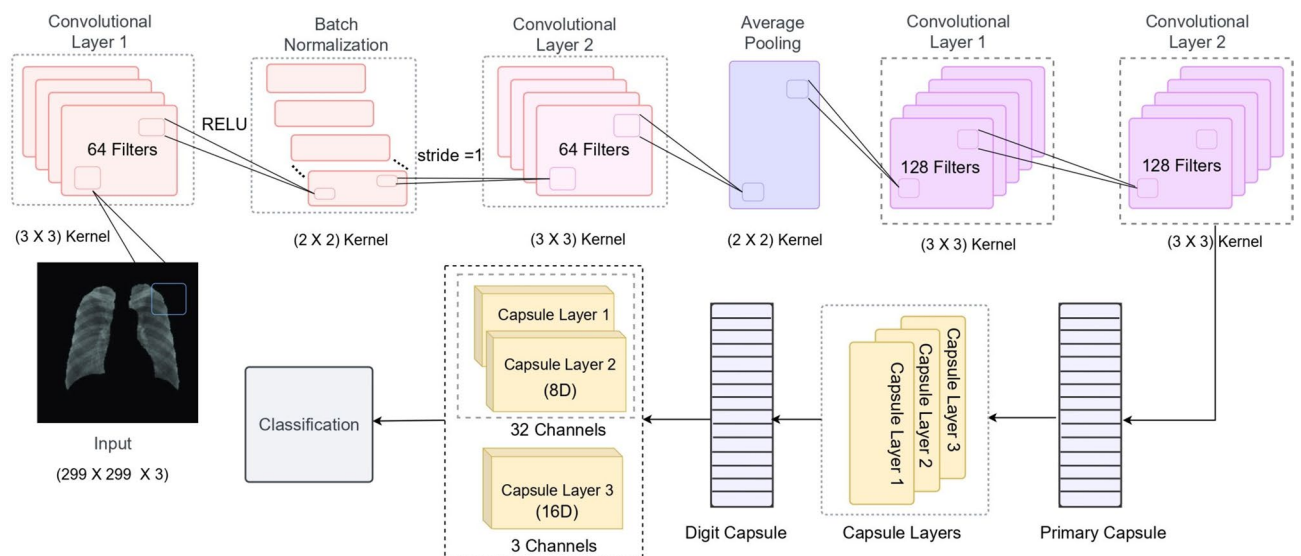 Convolutional
Layer 1
Batch
Normalization
Convolutional
Layer 2
Average
Pooling
Convolutional
Layer 1
Convolutional
Layer 2
64 Filters
RELU
stride =1
64 Filters
128 Filters
128 Filters
(3 X 3) Kernel
(2 X 2) Kernel
(3 X 3) Kernel
(2 X 2) Kernel
(3 X 3) Kernel
(3 X 3) Kernel
Input
(299 X 299 X 3)
Classification
Capsule Layer 1
Capsule Layer 2
(8D)
32 Channels
Capsule Layer 3
(16D)
3 Channels
Digit Capsule
Capsule Layer 1
Capsule Layer 2
Capsule Layer 3
Capsule Layers
Primary Capsule